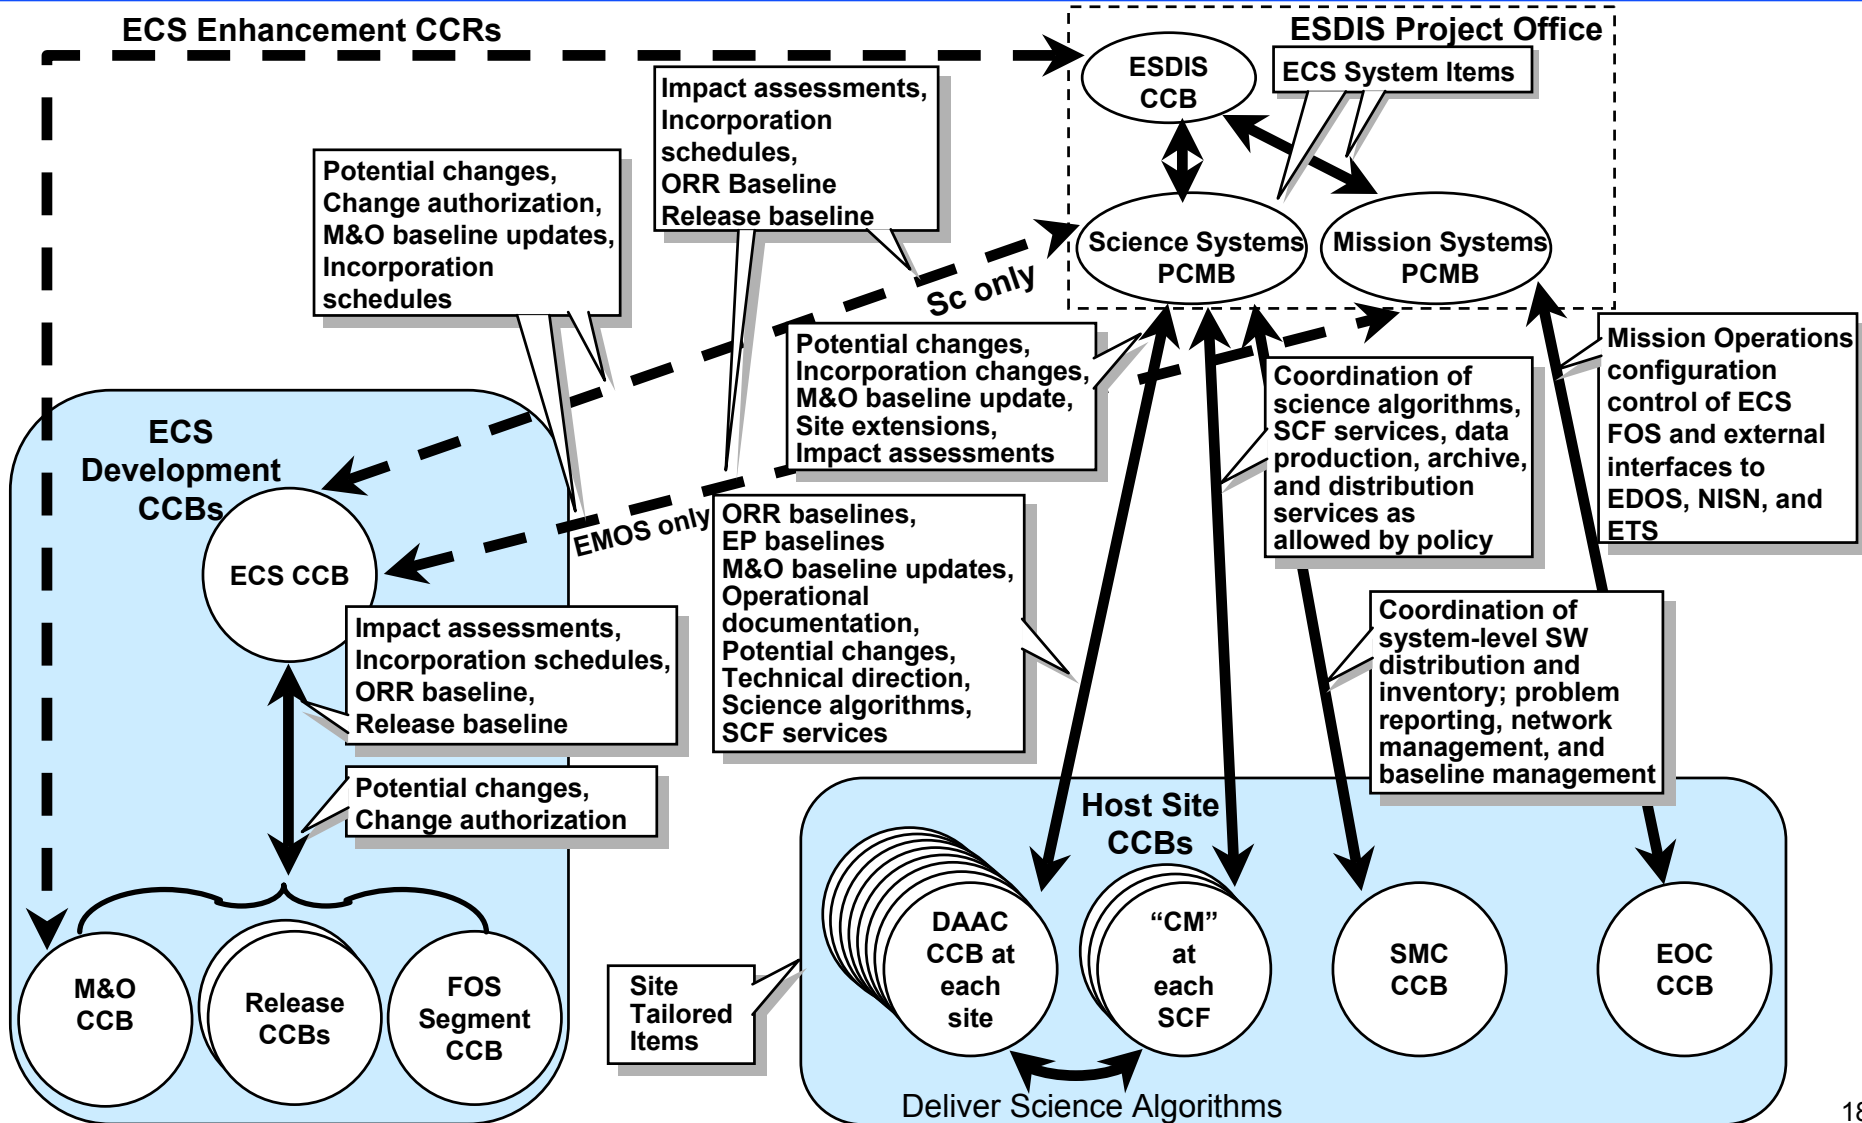 ECS Enhancement CCRs
ESDIS Project Office
ESDIS
CCB
ECS System Items
Impact assessments,
Incorporation
schedules,
ORR Baseline
Release baseline
Potential changes,
Change authorization,
M&O baseline updates,
Incorporation
schedules
Science Systems
PCMB
Mission Systems
PCMB
Sc only
Potential changes,
Incorporation changes,
M&O baseline update,
Site extensions,
Impact assessments
Coordination of
science algorithms,
SCF services, data
production, archive,
and distribution
services as
allowed by policy
Mission Operations
configuration
control of ECS
FOS and external
interfaces to
EDOS, NISN, and
ETS
ECS
Development
CCBs
ECS CCB
EMOS only
ORR baselines,
EP baselines
M&O baseline updates,
Operational
documentation,
Potential changes,
Technical direction,
Science algorithms,
SCF services
Impact assessments,
Incorporation schedules,
ORR baseline,
Release baseline
Coordination of
system-level SW
distribution and
inventory; problem
reporting, network
management, and
baseline management
Potential changes,
Change authorization
Host Site
CCBs
M&O
CCB
Release
CCBs
FOS
Segment
CCB
Site
Tailored
Items
DAAC
CCB at
each
site
“CM”
at
each
SCF
SMC
CCB
EOC
CCB
Deliver Science Algorithms
18